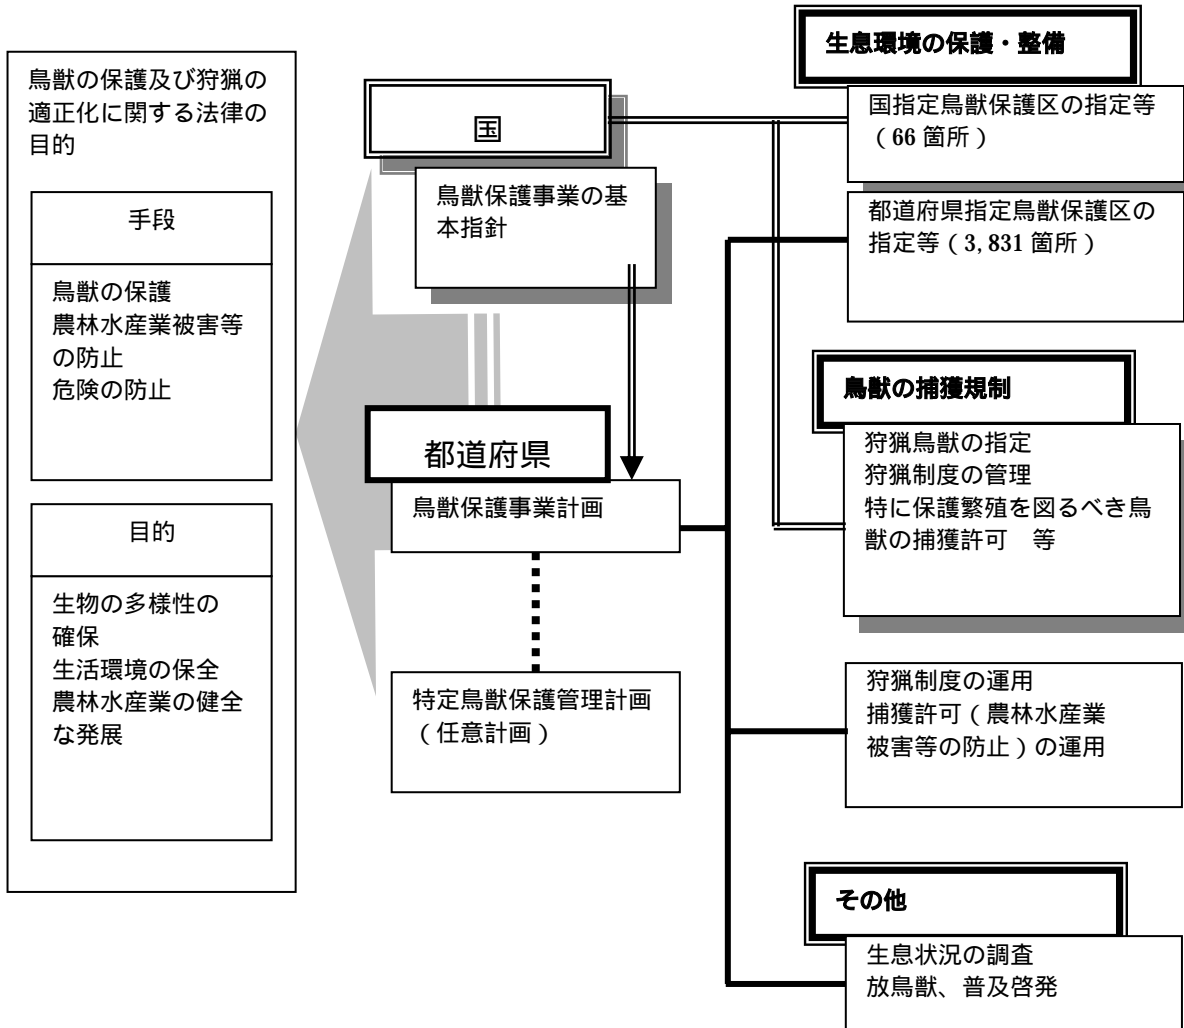 鳥獣の保護及び狩猟の
適正化に関する法律の
目的
手段
鳥獣の保護
農林水産業被害等
の防止
危険の防止
目的
生物の多様性の
確保
生活環境の保全
農林水産業の健全
な発展
国
鳥獣保護事業の基
本指針
都道府県
鳥獣保護事業計画
特定鳥獣保護管理計画
(任意計画)
生息環境の保護・整備
国指定鳥獣保護区の指定等
(66 箇所)
都道府県指定鳥獣保護区の
指定等(3,831 箇所)
鳥獣の捕獲規制
狩猟鳥獣の指定
狩猟制度の管理
特に保護繁殖を図るべき鳥
獣の捕獲許可 等
狩猟制度の運用
捕獲許可(農林水産業
被害等の防止)の運用
その他
生息状況の調査
放鳥獣、普及啓発